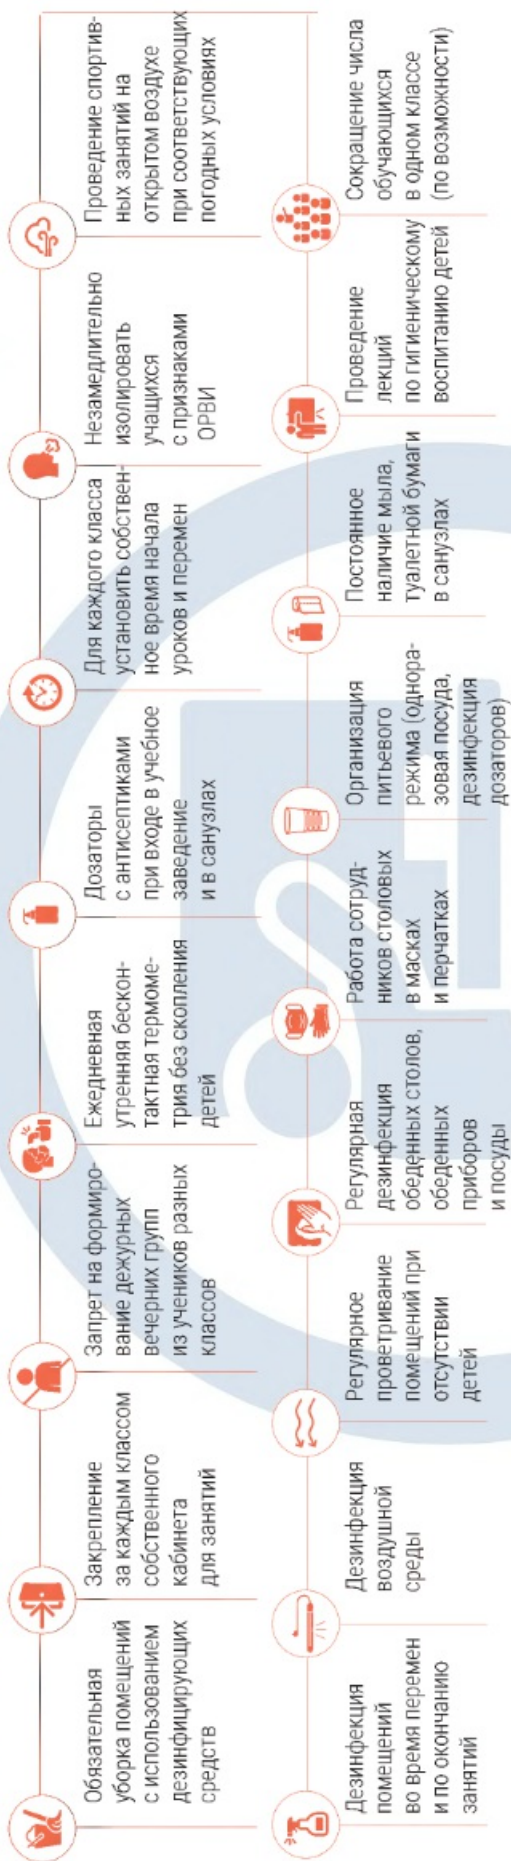 Обязательная
уборка помещений
с использованием
дезинфицирующих
средств
Закрепление
за каждым классом
собственного
кабинета
для занятий
Запрет на формиро-
вание дежурных
вечерних групп
из учеников разных
классов
Ежедневная
утренняя бескон-
тактная термоме-
трия без скопления
детей
Дозаторы
с антисептиками
при входе в учебное
заведение
и в санузлах
Для каждого класса
установить собствен-
ное время начала
уроков и перемен
Незамедлительно
изолировать
учащихся
с признаками
ОРВИ
Проведение спортив-
ных занятий на
открытом воздухе
при соответствующих
погодных условиях
Дезинфекция
помещений
во время перемен
и по окончанию
занятий
Дезинфекция
воздушной
среды
Регулярное
проветривание
помещений при
отсутствии
детей
Регулярная
дезинфекция
обеденных столов,
обеденных
приборов
и посуды
Работа сотруд-
ников столовых
в масках
и перчатках
Организация
питьевого
режима (однора-
зовая посуда,
дезинфекция
дозаторов)
Постоянное
наличие мыла,
туалетной бумаги
в санузлах
Проведение
лекций
по гигиеническому
воспитанию детей
Сокращение числа
обучающихся
в одном классе
(по возможности)